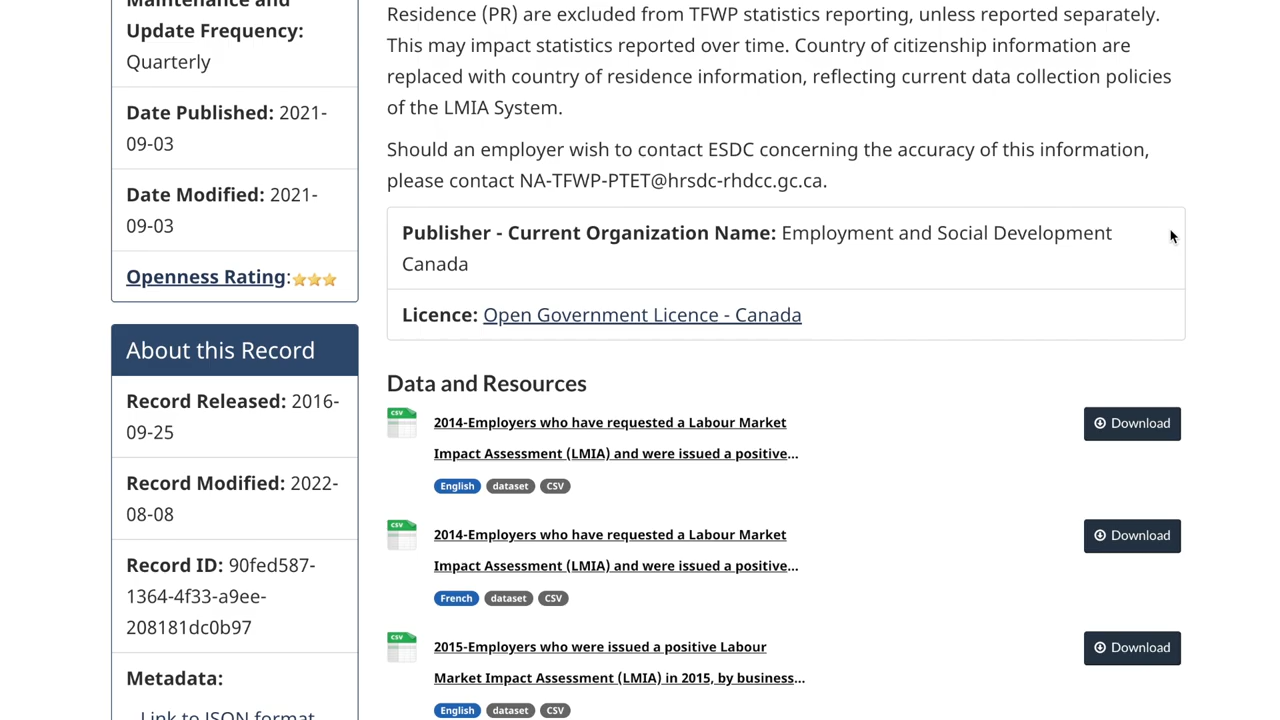 Maintenance and
Update Frequency:
Quarterly
Date Published: 2021-
09-03
Date Modified: 2021-
09-03
Openness Rating:
About this Record
Record Released: 2016-
09-25
Record Modified: 2022-
08-08
Record ID: 90fed587-
1364-4f33-a9ee-
208181dc0b97
Metadata:
Link to JSON format
Residence (PR) are excluded from TFWP statistics reporting, unless reported separately.
This may impact statistics reported over time. Country of citizenship information are
replaced with country of residence information, reflecting current data collection policies
of the LMIA System.
Should an employer wish to contact ESDC concerning the accuracy of this information,
please contact NA-TFWP-PTET@hrsdc-rhdcc.gc.ca.
Publisher - Current Organization Name: Employment and Social Development
Canada
Licence: Open Government Licence - Canada
Data and Resources
CSV
2014-Employers who have requested a Labour Market
Impact Assessment (LMIA) and were issued a positive...
English dataset CSV
Download
CSV
2014-Employers who have requested a Labour Market
Impact Assessment (LMIA) and were issued a positive...
French dataset CSV
Download
CSV
2015-Employers who were issued a positive Labour
Market Impact Assessment (LMIA) in 2015, by business...
English dataset CSV
Download